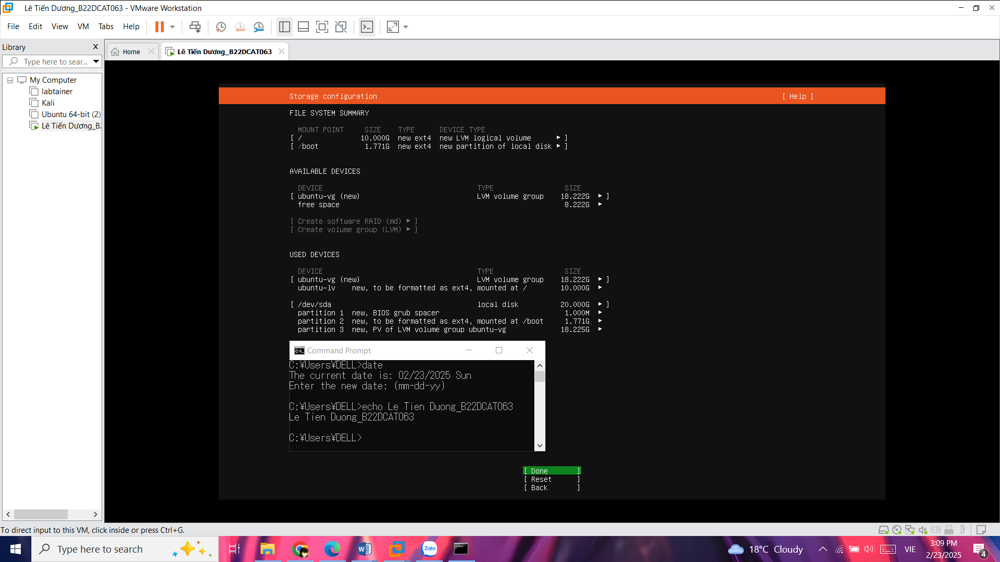 Lê Tiến Dương_B22DCAT063 - VMware Workstation
File Edit View VM Tabs Help
Library
Type here to sear...
My Computer
labtainer
Kali
Ubuntu 64-bit (2)
Lê Tiến Dương_B2
Home
Lê Tiến Dương_B22DCAT063
Storage configuration [ Help ]
FILE SYSTEM SUMMARY
MOUNT POINT SIZE TYPE DEVICE TYPE
[ / 10.000G new ext4 new LVM logical volume ▸ ]
[ /boot 1.771G new ext4 new partition of local disk ▸ ]
AVAILABLE DEVICES
DEVICE TYPE SIZE
[ ubuntu-vg (new) LVM volume group 18.222G ▸ ]
free space 8.222G ▸
[ Create software RAID (md) ▸ ]
[ Create volume group (LVM) ▸ ]
USED DEVICES
DEVICE TYPE SIZE
[ ubuntu-vg (new) LVM volume group 18.222G ▸ ]
ubuntu-lv new, to be formatted as ext4, mounted at / 10.000G ▸
[ /dev/sda local disk 20.000G ▸ ]
partition 1 new, BIOS grub spacer 1.000M ▸
partition 2 new, to be formatted as ext4, mounted at /boot 1.771G ▸
partition 3 new, PV of LVM volume group ubuntu-vg 18.225G ▸
Command Prompt
C:¥Users¥DELL>date
The current date is: 02/23/2025 Sun
Enter the new date: (mm-dd-yy)
C:¥Users¥DELL>echo Le Tien Duong_B22DCAT063
Le Tien Duong_B22DCAT063
C:¥Users¥DELL>
[ Done ]
[ Reset ]
[ Back ]
To direct input to this VM, click inside or press Ctrl+G.
Type here to search
Zalo
18°C Cloudy
VIE
3:09 PM
2/23/2025
4